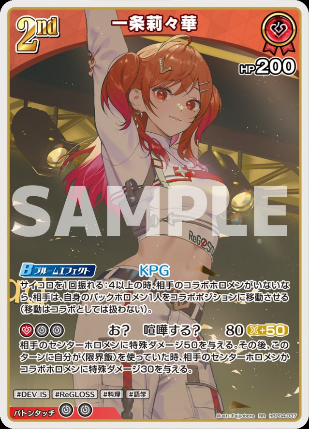 2nd
一条莉々華
HP200
SAMPLE
ReGLOSS
ブルームエフェクト
KPG
サイコロを1回振れる：4以上の時、相手のコラボホロメンがいないなら、相手は、自身のバックホロメン1人をコラボポジションに移動させる
(移動はコラボとしては扱わない)。
お？　喧嘩する？ 80 +50
相手のセンターホロメンに特殊ダメージ50を与える。その後、このターンに自分が〈限界飯〉を使っていた時、相手のセンターホロメンかコラボホロメンに特殊ダメージ30を与える。
#DEV_IS #ReGLOSS #料理 #語学
バトンタッチ